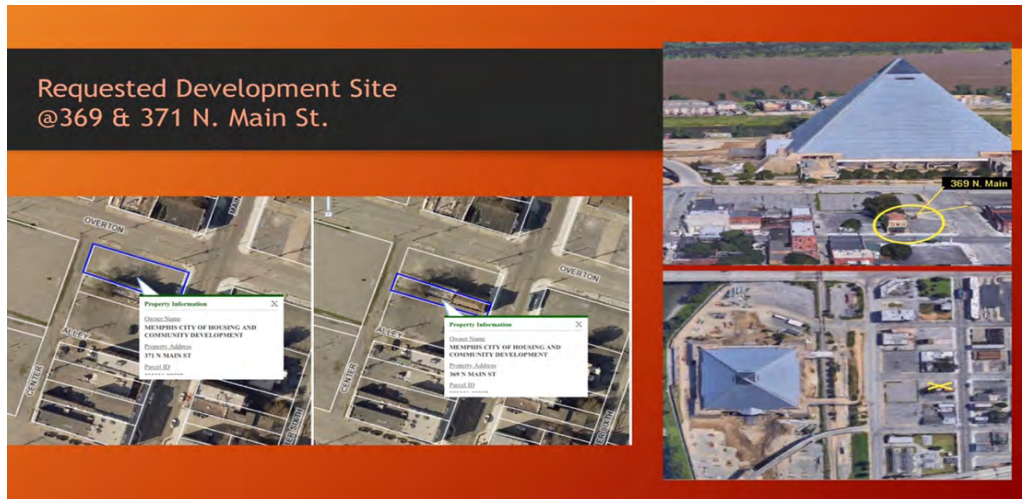 Requested Development Site
@369 & 371 N. Main St.
369 N. Main
OVERTON
MAIN
ALLEY
CENTER
Property Information
Owner Name
MEMPHIS CITY OF HOUSING AND
COMMUNITY DEVELOPMENT
Property Address
371 N MAIN ST
Parcel ID
OVERTON
ALLEY
CENTER
Property Information
Owner Name
MEMPHIS CITY OF HOUSING AND
COMMUNITY DEVELOPMENT
Property Address
369 N MAIN ST
Parcel ID